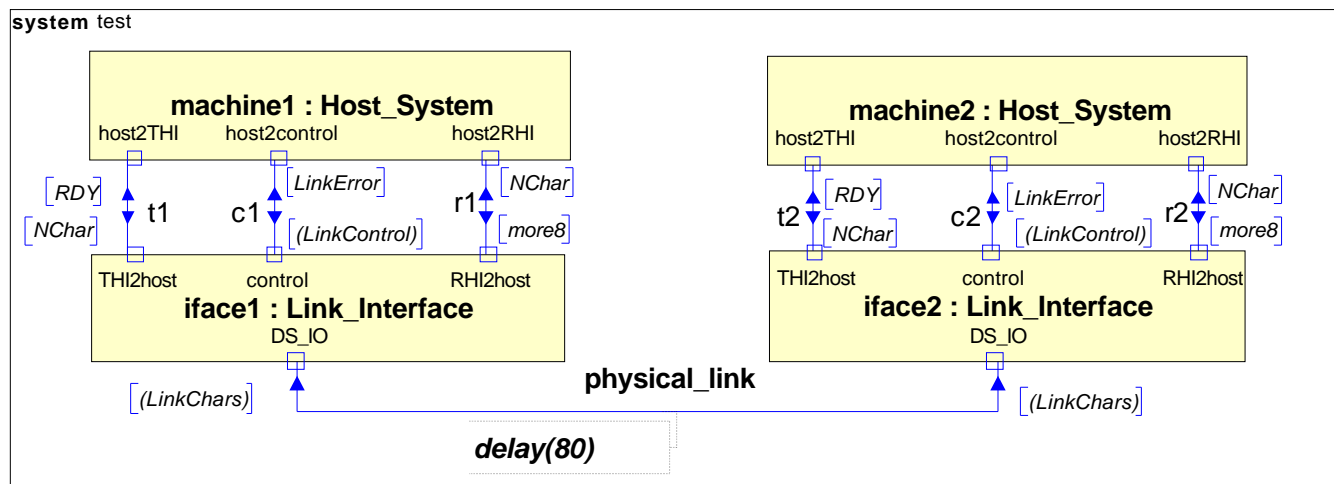 system test
machine1 : Host_System
host2THI host2control host2RHI
[RDY]
[NChar]
t1
[LinkError]
c1
[(LinkControl)]
[NChar]
r1
[more8]
THI2host control RHI2host
iface1 : Link_Interface
DS_IO
[(LinkChars)]
machine2 : Host_System
host2THI host2control host2RHI
[RDY]
t2
[NChar]
[LinkError]
c2
[(LinkControl)]
[NChar]
r2
[more8]
THI2host control RHI2host
iface2 : Link_Interface
DS_IO
[(LinkChars)]
physical_link
delay(80)